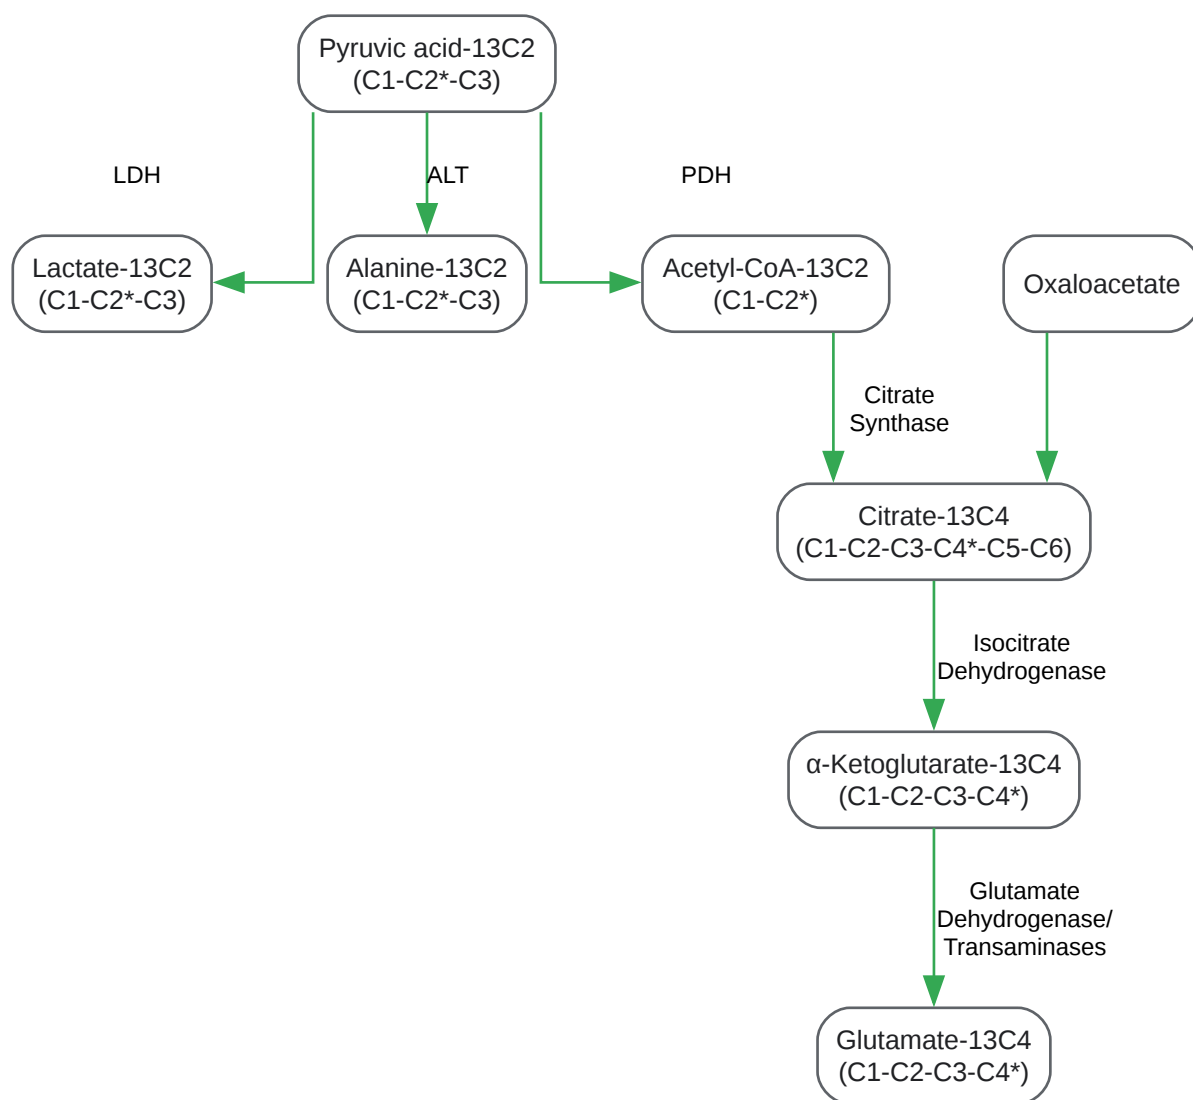 Pyruvic acid-13C2
(C1-C2*-C3)
LDH
ALT
PDH
Lactate-13C2
(C1-C2*-C3)
Alanine-13C2
(C1-C2*-C3)
Acetyl-CoA-13C2
(C1-C2*)
Oxaloacetate
Citrate
Synthase
Citrate-13C4
(C1-C2-C3-C4*-C5-C6)
Isocitrate
Dehydrogenase
α-Ketoglutarate-13C4
(C1-C2-C3-C4*)
Glutamate
Dehydrogenase/
Transaminases
Glutamate-13C4
(C1-C2-C3-C4*)